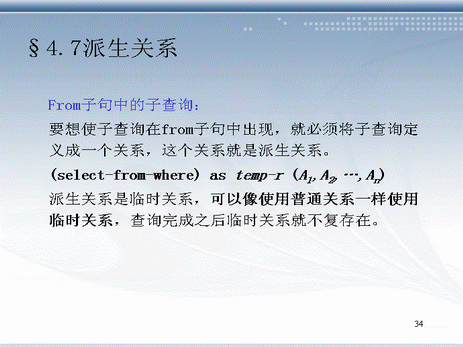 §4.7派生关系
From子句中的子查询：
要想使子查询在from子句中出现，就必须将子查询定
义成一个关系，这个关系就是派生关系。
(select-from-where) as temp-r (A1,A2,…,An)
派生关系是临时关系，可以像使用普通关系一样使用
临时关系，查询完成之后临时关系就不复存在。
34